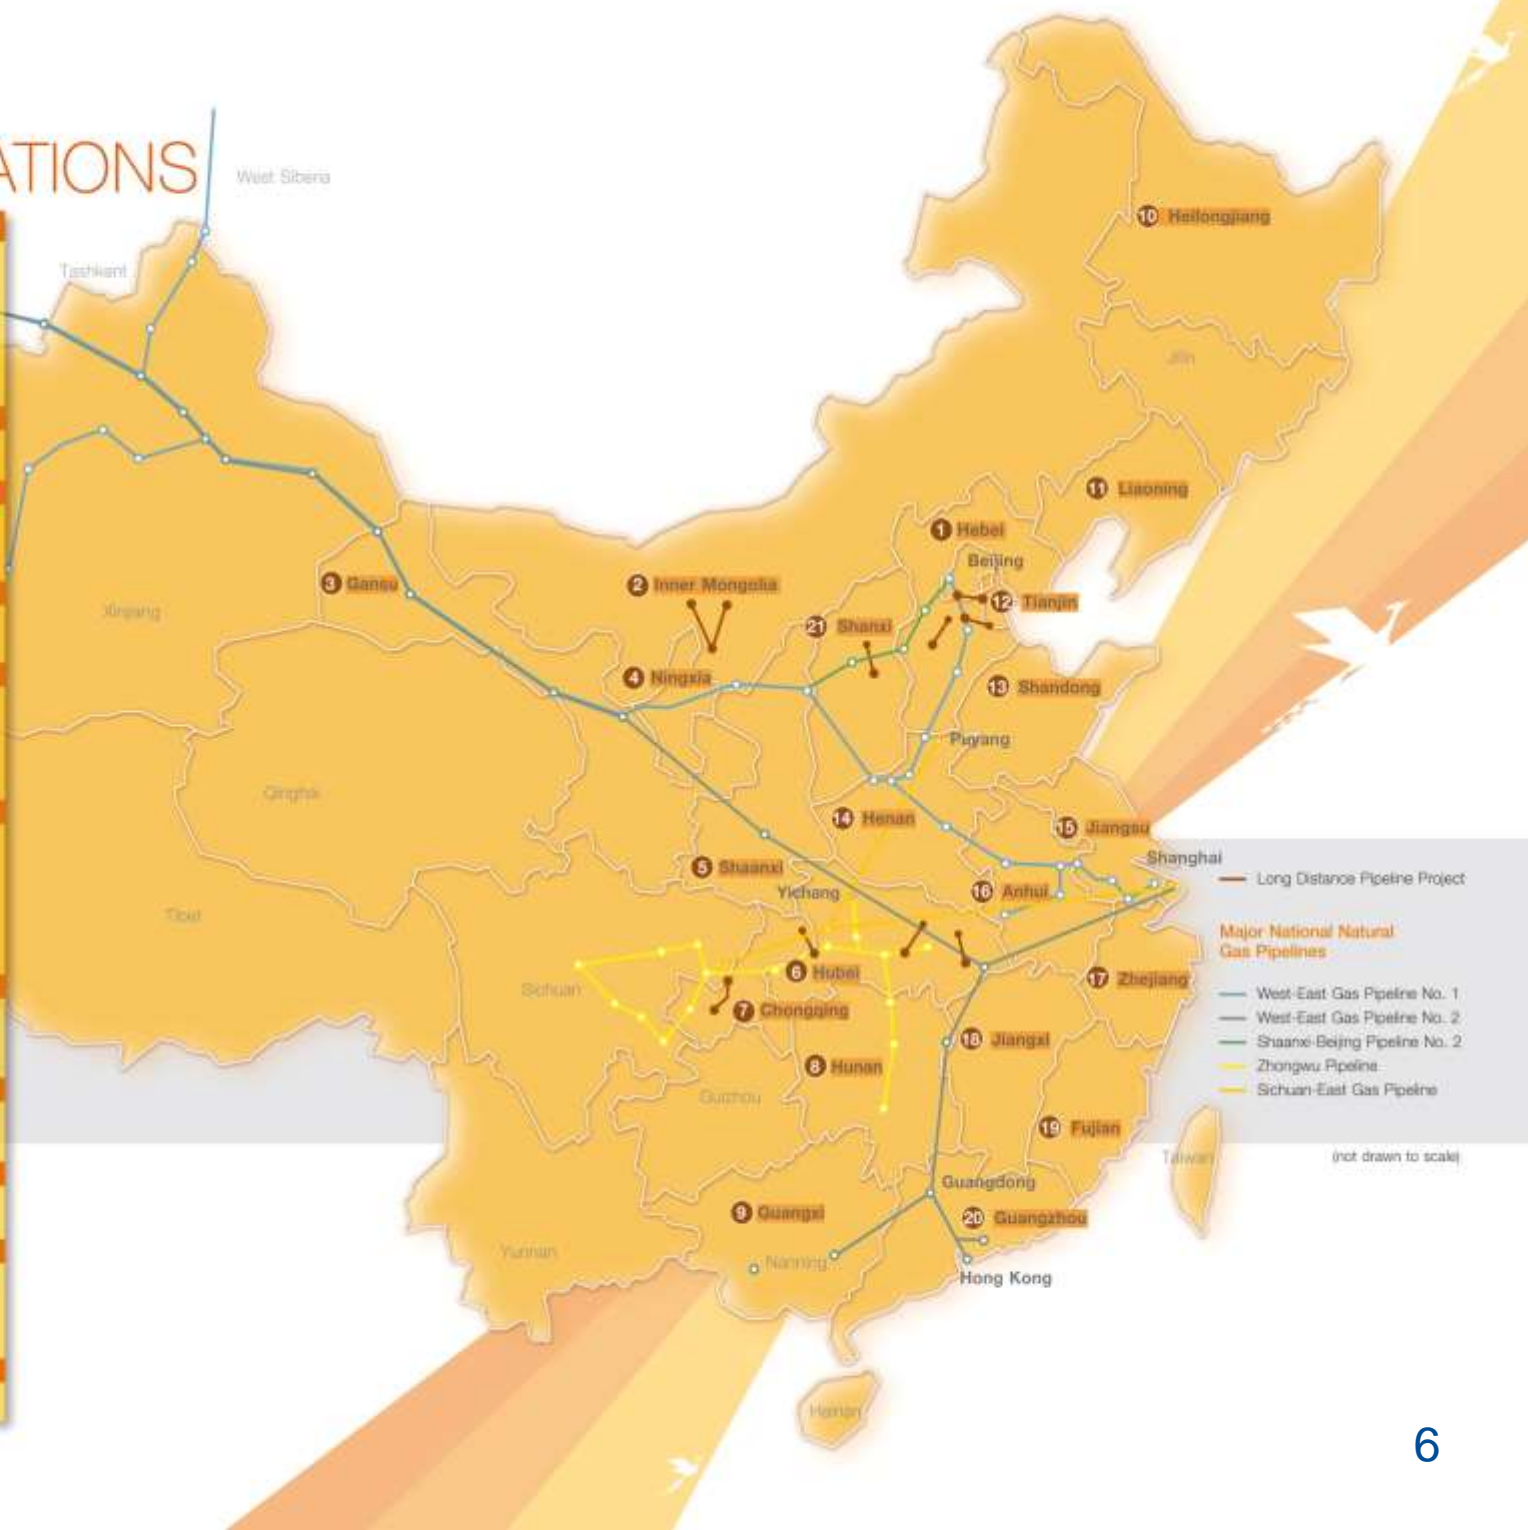 ATIONS
West Siberia
Tashkent
10 Heilongjiang
Jilin
11 Liaoning
1 Hebei
Beijing
3 Gansu
2 Inner Mongolia
12 Tianjin
Xinjiang
21 Shanxi
4 Ningxia
13 Shandong
Puyang
Qinghai
14 Henan
15 Jiangsu
Shanghai
5 Shaanxi
Yichang
16 Anhui
Tibet
6 Hubei
17 Zhejiang
Sichuan
7 Chongqing
18 Jiangxi
8 Hunan
Guizhou
19 Fujian
Taiwan
Guangdong
9 Guangxi
20 Guangzhou
Yunnan
Nanning
Hong Kong
Hainan
Long Distance Pipeline Project
Major National Natural
Gas Pipelines
West-East Gas Pipeline No. 1
West-East Gas Pipeline No. 2
Shaanxi-Beijing Pipeline No. 2
Zhongwu Pipeline
Sichuan-East Gas Pipeline
(not drawn to scale)
6